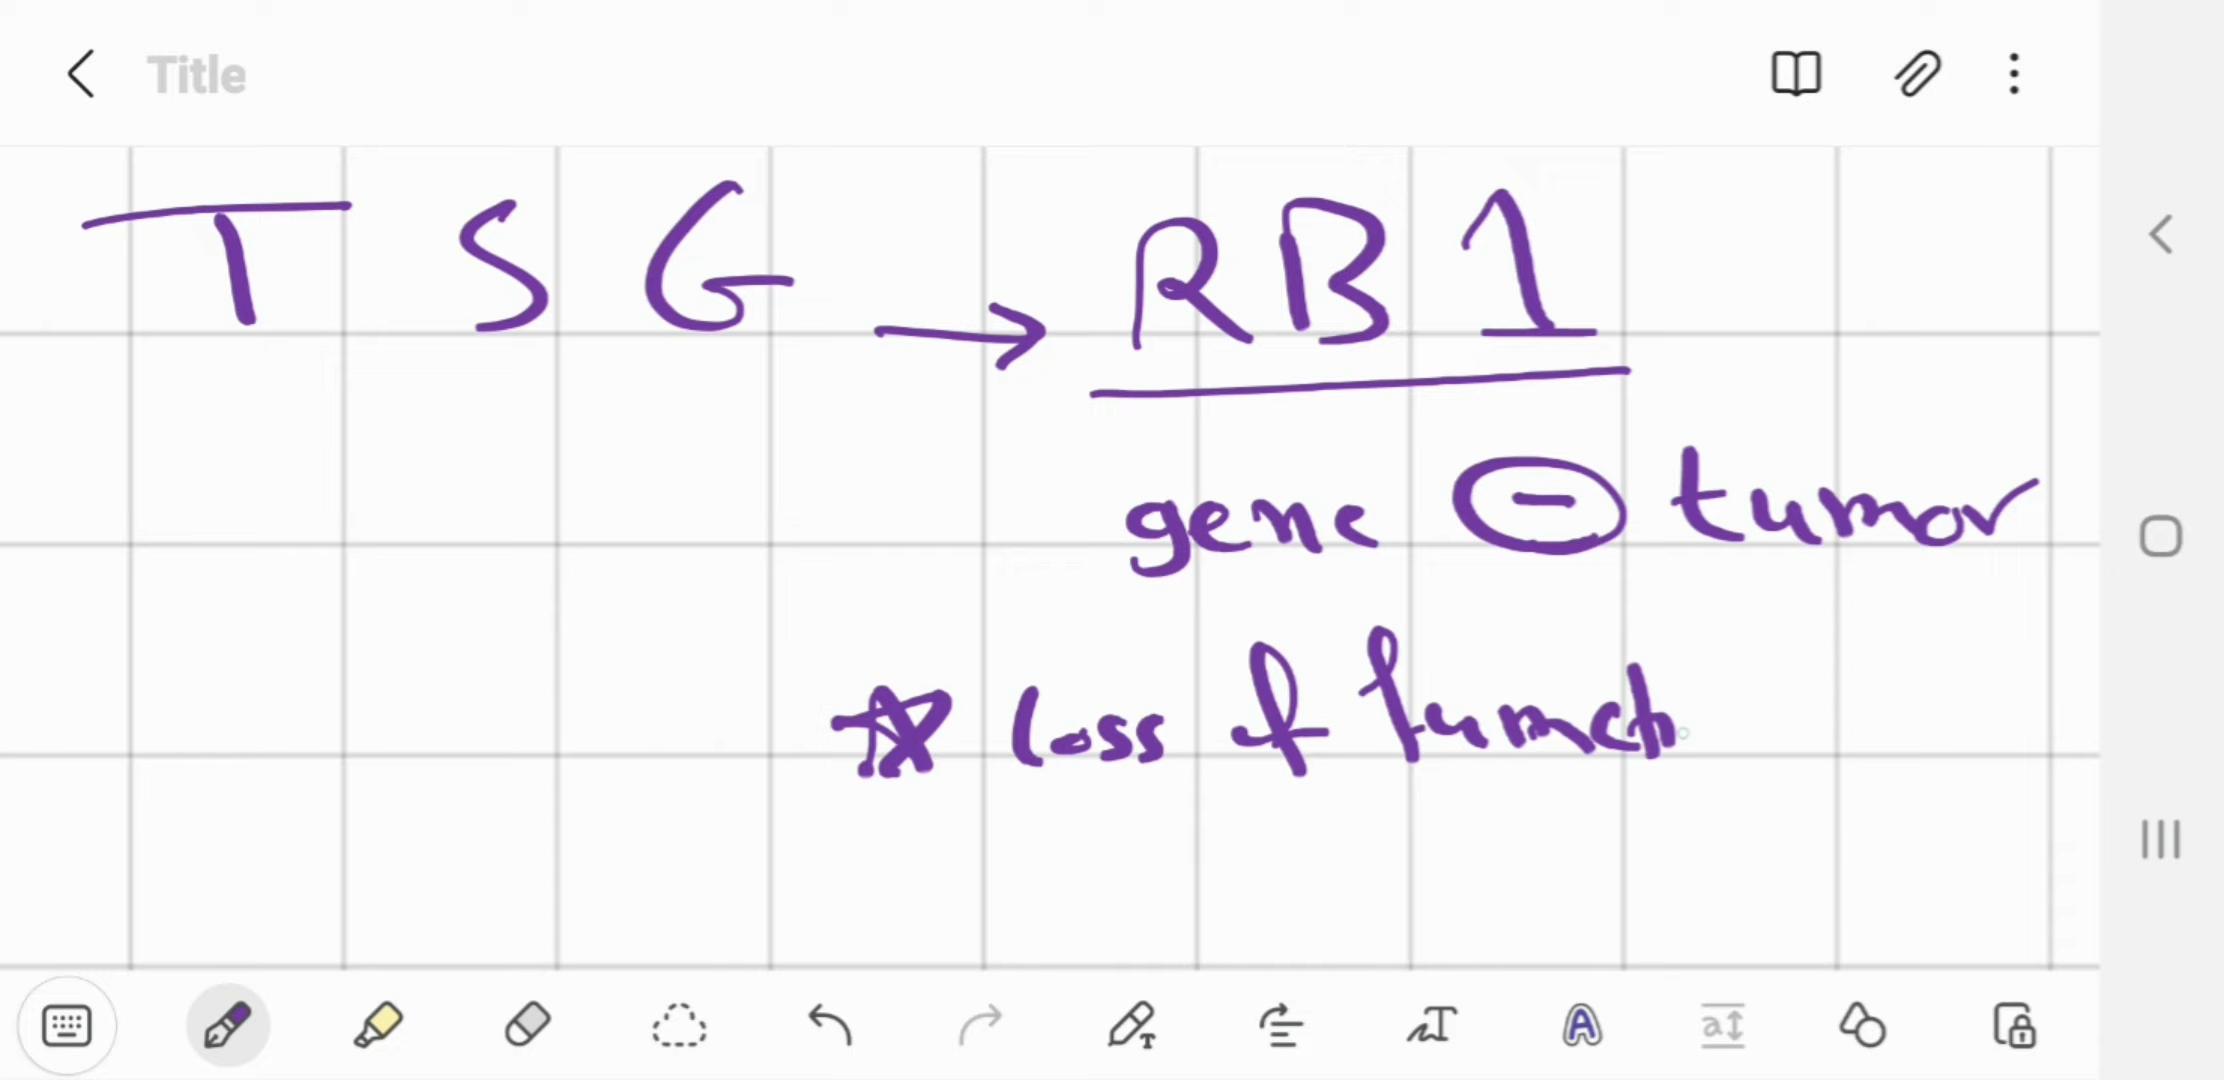 Title
TSG → RB1
gene ⊖ tumor
☆ loss of funct